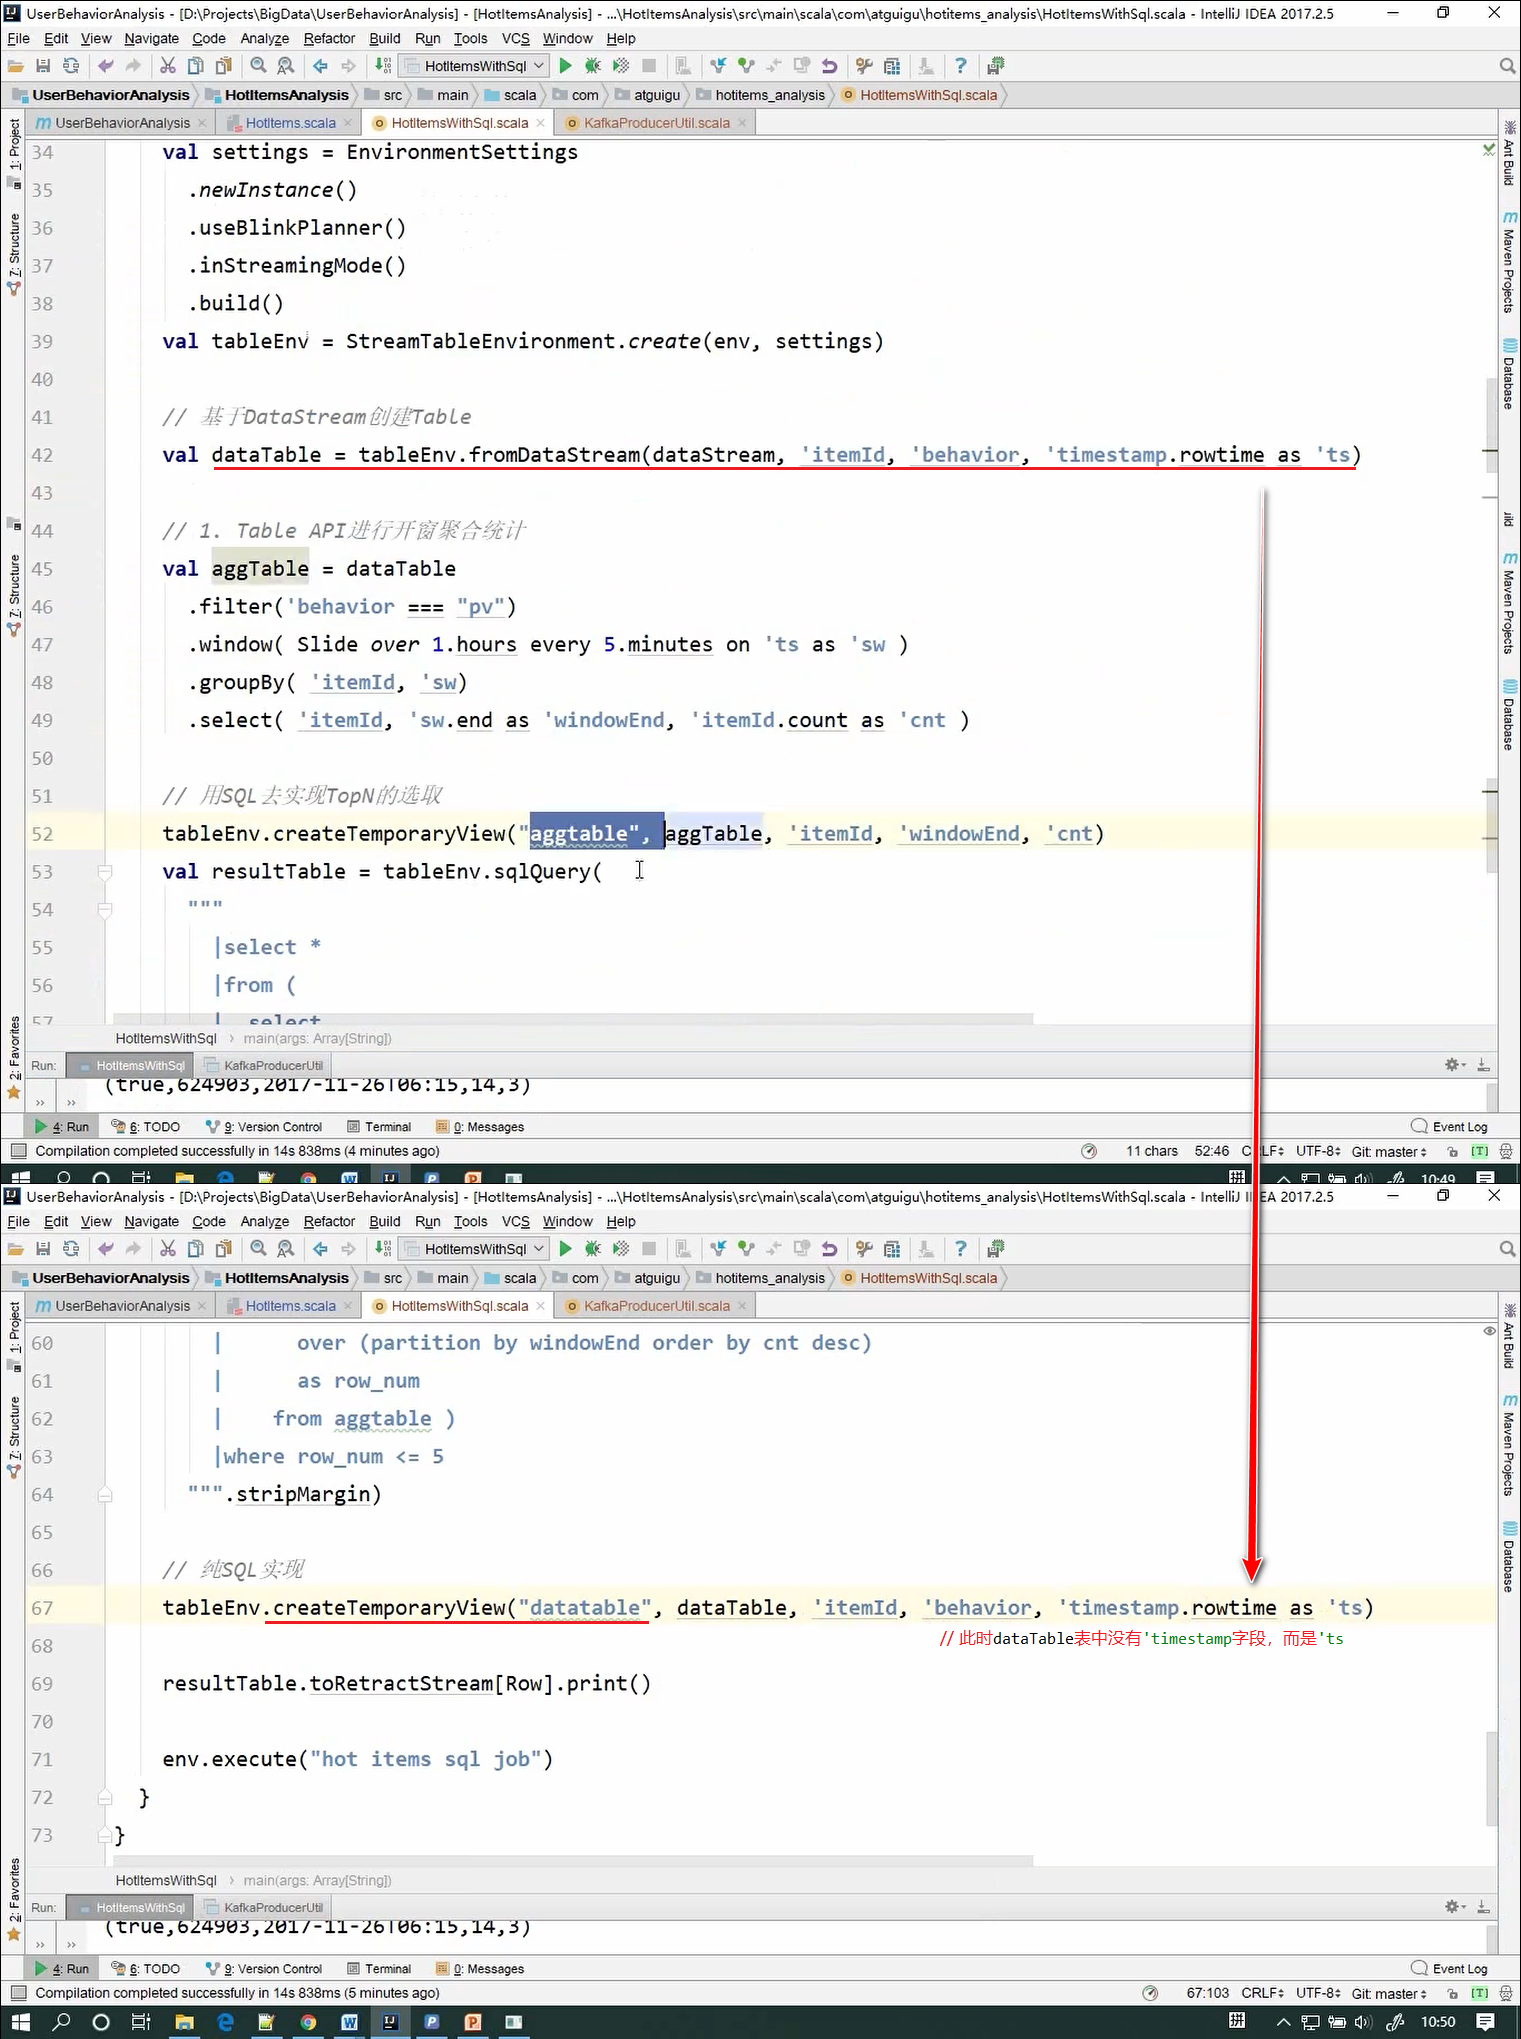 UserBehaviorAnalysis - [D:\Projects\BigData\UserBehaviorAnalysis] - [HotItemsAnalysis] - ...\HotItemsAnalysis\src\main\scala\com\atguigu\hotitems_analysis\HotItemsWithSql.scala - IntelliJ IDEA 2017.2.5
File Edit View Navigate Code Analyze Refactor Build Run Tools VCS Window Help
HotItemsWithSql
UserBehaviorAnalysis HotItemsAnalysis src main scala com atguigu hotitems_analysis HotItemsWithSql.scala
UserBehaviorAnalysis HotItems.scala HotItemsWithSql.scala KafkaProducerUtil.scala
1: Project
7: Structure
7: Structure
2: Favorites
Ant Build
Maven Projects
Database
Maven Projects
Database
34 val settings = EnvironmentSettings
35 .newInstance()
36 .useBlinkPlanner()
37 .inStreamingMode()
38 .build()
39 val tableEnv = StreamTableEnvironment.create(env, settings)
40
41 // 基于DataStream创建Table
42 val dataTable = tableEnv.fromDataStream(dataStream, 'itemId, 'behavior, 'timestamp.rowtime as 'ts)
43
44 // 1. Table API进行开窗聚合统计
45 val aggTable = dataTable
46 .filter('behavior === "pv")
47 .window( Slide over 1.hours every 5.minutes on 'ts as 'sw )
48 .groupBy( 'itemId, 'sw)
49 .select( 'itemId, 'sw.end as 'windowEnd, 'itemId.count as 'cnt )
50
51 // 用SQL去实现TopN的选取
52 tableEnv.createTemporaryView("aggtable", aggTable, 'itemId, 'windowEnd, 'cnt)
53 val resultTable = tableEnv.sqlQuery(
54 """
55 |select *
56 |from (
57 | select
HotItemsWithSql main(args: Array[String])
Run: HotItemsWithSql KafkaProducerUtil
(true,624903,2017-11-26T06:15,14,3)
4: Run 6: TODO 9: Version Control Terminal 0: Messages Event Log
Compilation completed successfully in 14s 838ms (4 minutes ago) 11 chars 52:46 CRLF UTF-8 Git: master
10:49
UserBehaviorAnalysis - [D:\Projects\BigData\UserBehaviorAnalysis] - [HotItemsAnalysis] - ...\HotItemsAnalysis\src\main\scala\com\atguigu\hotitems_analysis\HotItemsWithSql.scala - IntelliJ IDEA 2017.2.5
File Edit View Navigate Code Analyze Refactor Build Run Tools VCS Window Help
HotItemsWithSql
UserBehaviorAnalysis HotItemsAnalysis src main scala com atguigu hotitems_analysis HotItemsWithSql.scala
UserBehaviorAnalysis HotItems.scala HotItemsWithSql.scala KafkaProducerUtil.scala
1: Project
7: Structure
2: Favorites
Ant Build
Maven Projects
Database
60 | over (partition by windowEnd order by cnt desc)
61 | as row_num
62 | from aggtable )
63 |where row_num <= 5
64 """.stripMargin)
65
66 // 纯SQL实现
67 tableEnv.createTemporaryView("datatable", dataTable, 'itemId, 'behavior, 'timestamp.rowtime as 'ts)
68 // 此时dataTable表中没有'timestamp字段，而是'ts
69 resultTable.toRetractStream[Row].print()
70
71 env.execute("hot items sql job")
72 }
73 }
HotItemsWithSql main(args: Array[String])
Run: HotItemsWithSql KafkaProducerUtil
(true,624903,2017-11-26T06:15,14,3)
4: Run 6: TODO 9: Version Control Terminal 0: Messages Event Log
Compilation completed successfully in 14s 838ms (5 minutes ago) 67:103 CRLF UTF-8 Git: master
拼 10:50